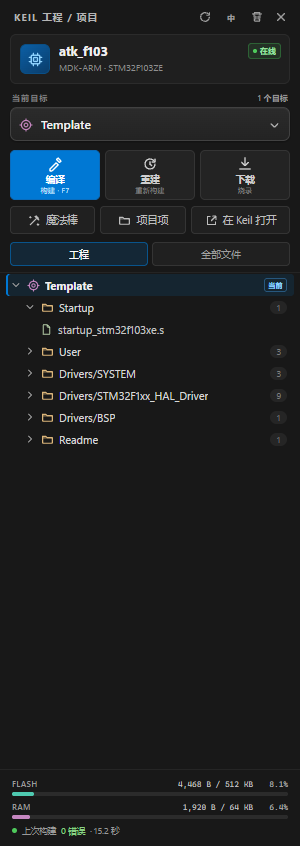 KEIL 工程 / 项目
中
atk_f103
在线
MDK-ARM · STM32F103ZE
当前目标
1 个目标
Template
编译
构建 · F7
重建
重新构建
下载
烧录
魔法棒
项目项
在 Keil 打开
工程
全部文件
Template
当前
Startup
1
startup_stm32f103xe.s
User
3
Drivers/SYSTEM
3
Drivers/STM32F1xx_HAL_Driver
9
Drivers/BSP
1
Readme
1
FLASH
4,468 B / 512 KB
8.1%
RAM
1,920 B / 64 KB
6.4%
上次构建 0 错误 · 15.2 秒